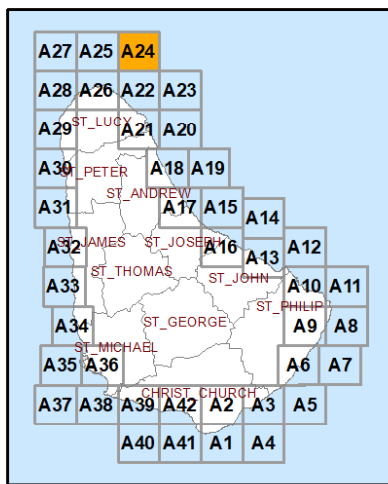 A27 A25 A24
A28 A26 A22 A23
ST_LUCY
A29 A21 A20
A30 A18 A19
ST_PETER
ST_ANDREW
A31 A17 A15 A14
A32 ST_JAMES ST_JOSEPH A16 A12
A13
ST_THOMAS ST_JOHN
A33 A10 A11
ST_PHILIP
A34 ST_GEORGE A9 A8
ST_MICHAEL
A35 A36 A6 A7
CHRIST_CHURCH
A37 A38 A39 A42 A2 A3 A5
A40 A41 A1 A4